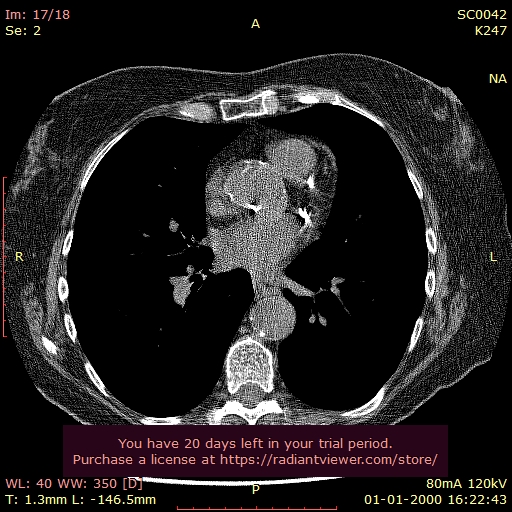 Im: 17/18
Se: 2
A
SC0042
K247
NA
R
L
You have 20 days left in your trial period.
Purchase a license at https://radiantviewer.com/store/
WL: 40 WW: 350 [D]
T: 1.3mm L: -146.5mm
P
80mA 120kV
01-01-2000 16:22:43